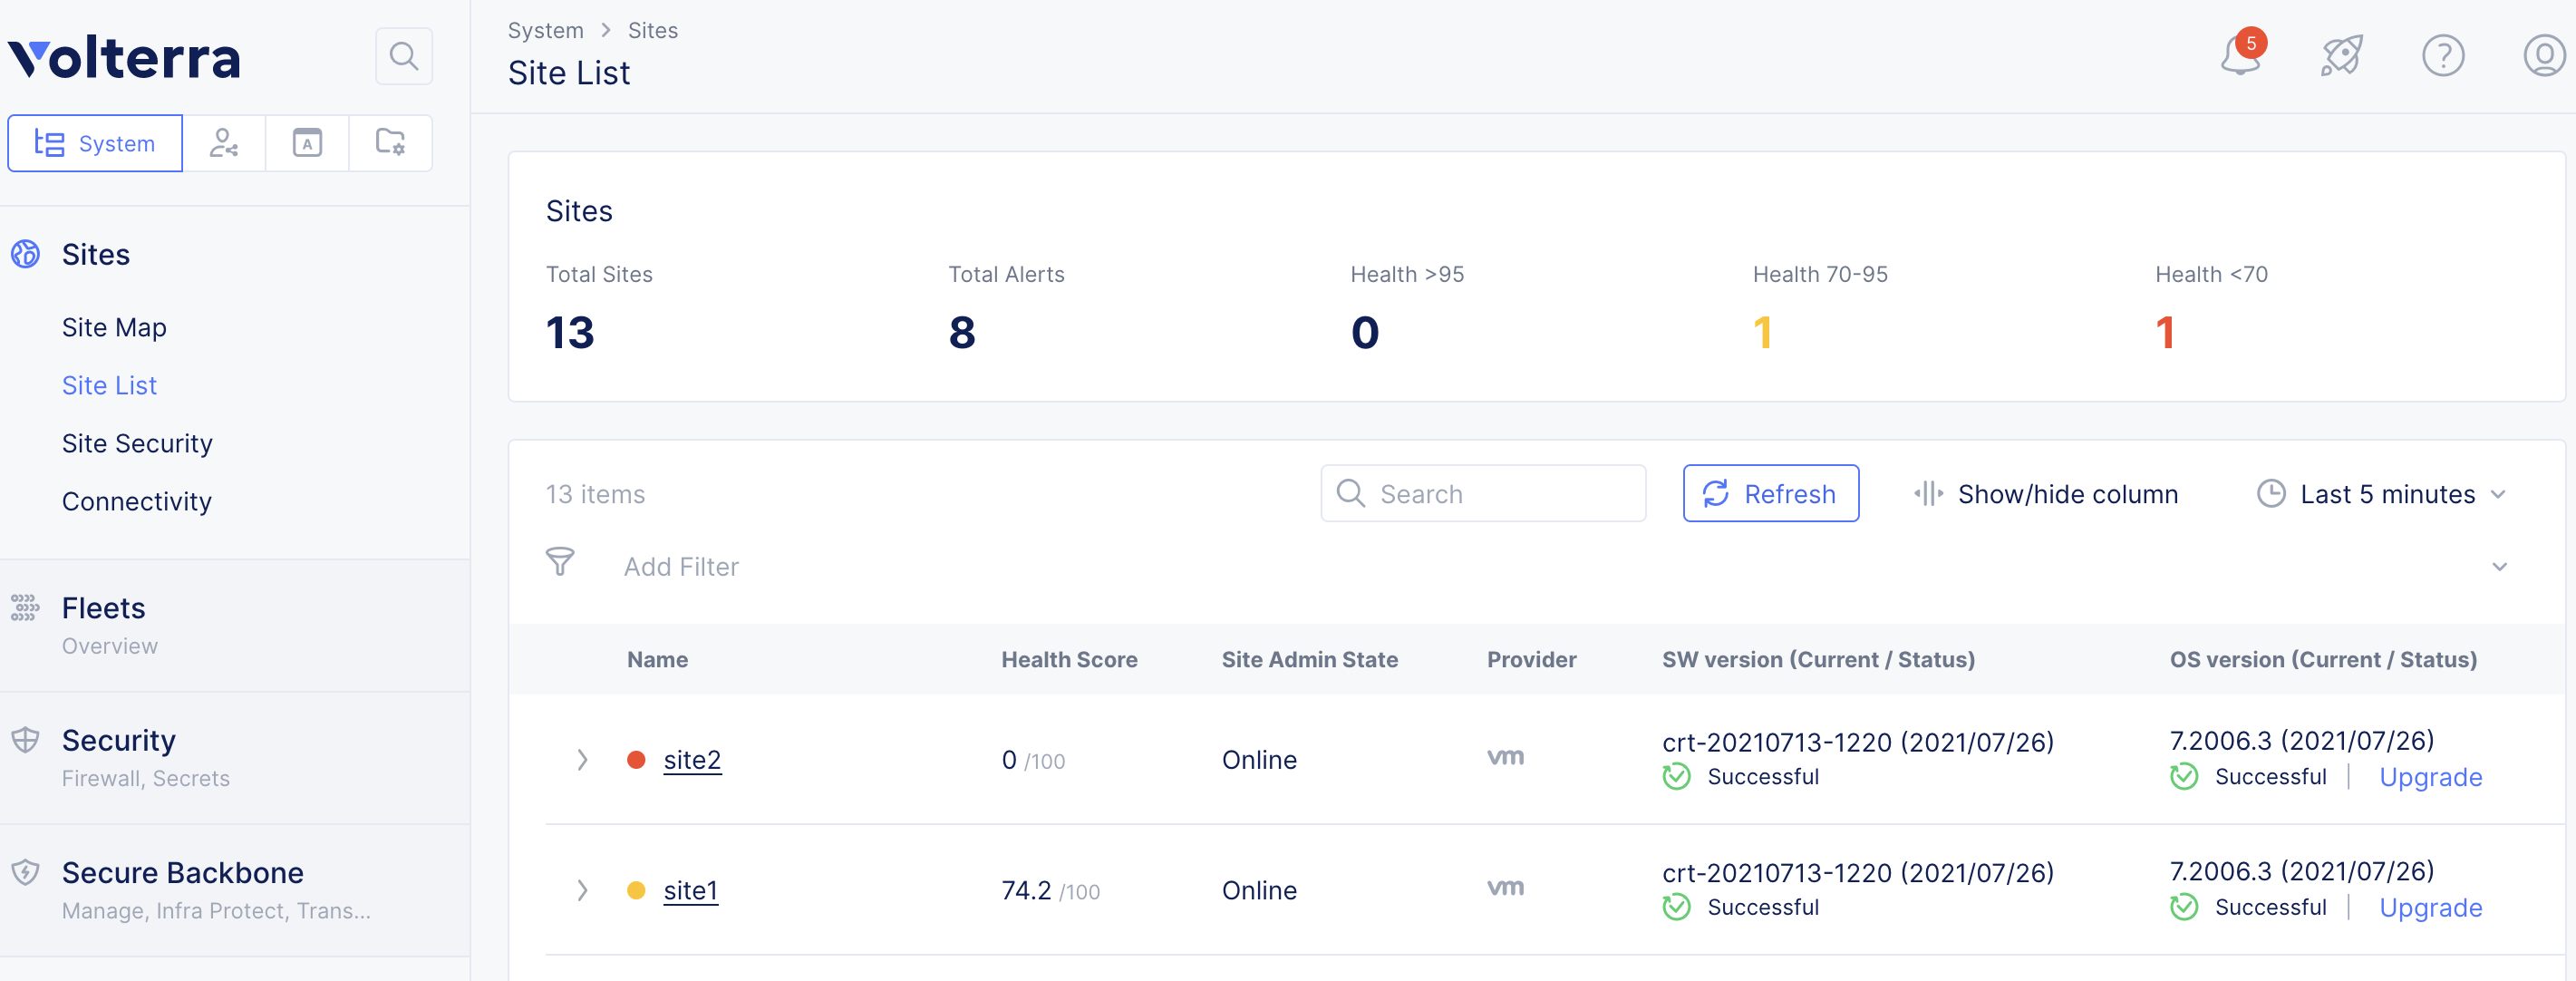 Volterra
System
Sites
Site Map
Site List
Site Security
Connectivity
Fleets
Overview
Security
Firewall, Secrets
Secure Backbone
Manage, Infra Protect, Trans...
System > Sites
Site List
5
Sites
Total Sites
13
Total Alerts
8
Health >95
0
Health 70-95
1
Health <70
1
13 items
Search
Refresh
Show/hide column
Last 5 minutes
Add Filter
Name Health Score Site Admin State Provider SW version (Current / Status) OS version (Current / Status)
site2 0 /100 Online vm crt-20210713-1220 (2021/07/26) 7.2006.3 (2021/07/26)
Successful Successful | Upgrade
site1 74.2 /100 Online vm crt-20210713-1220 (2021/07/26) 7.2006.3 (2021/07/26)
Successful Successful | Upgrade